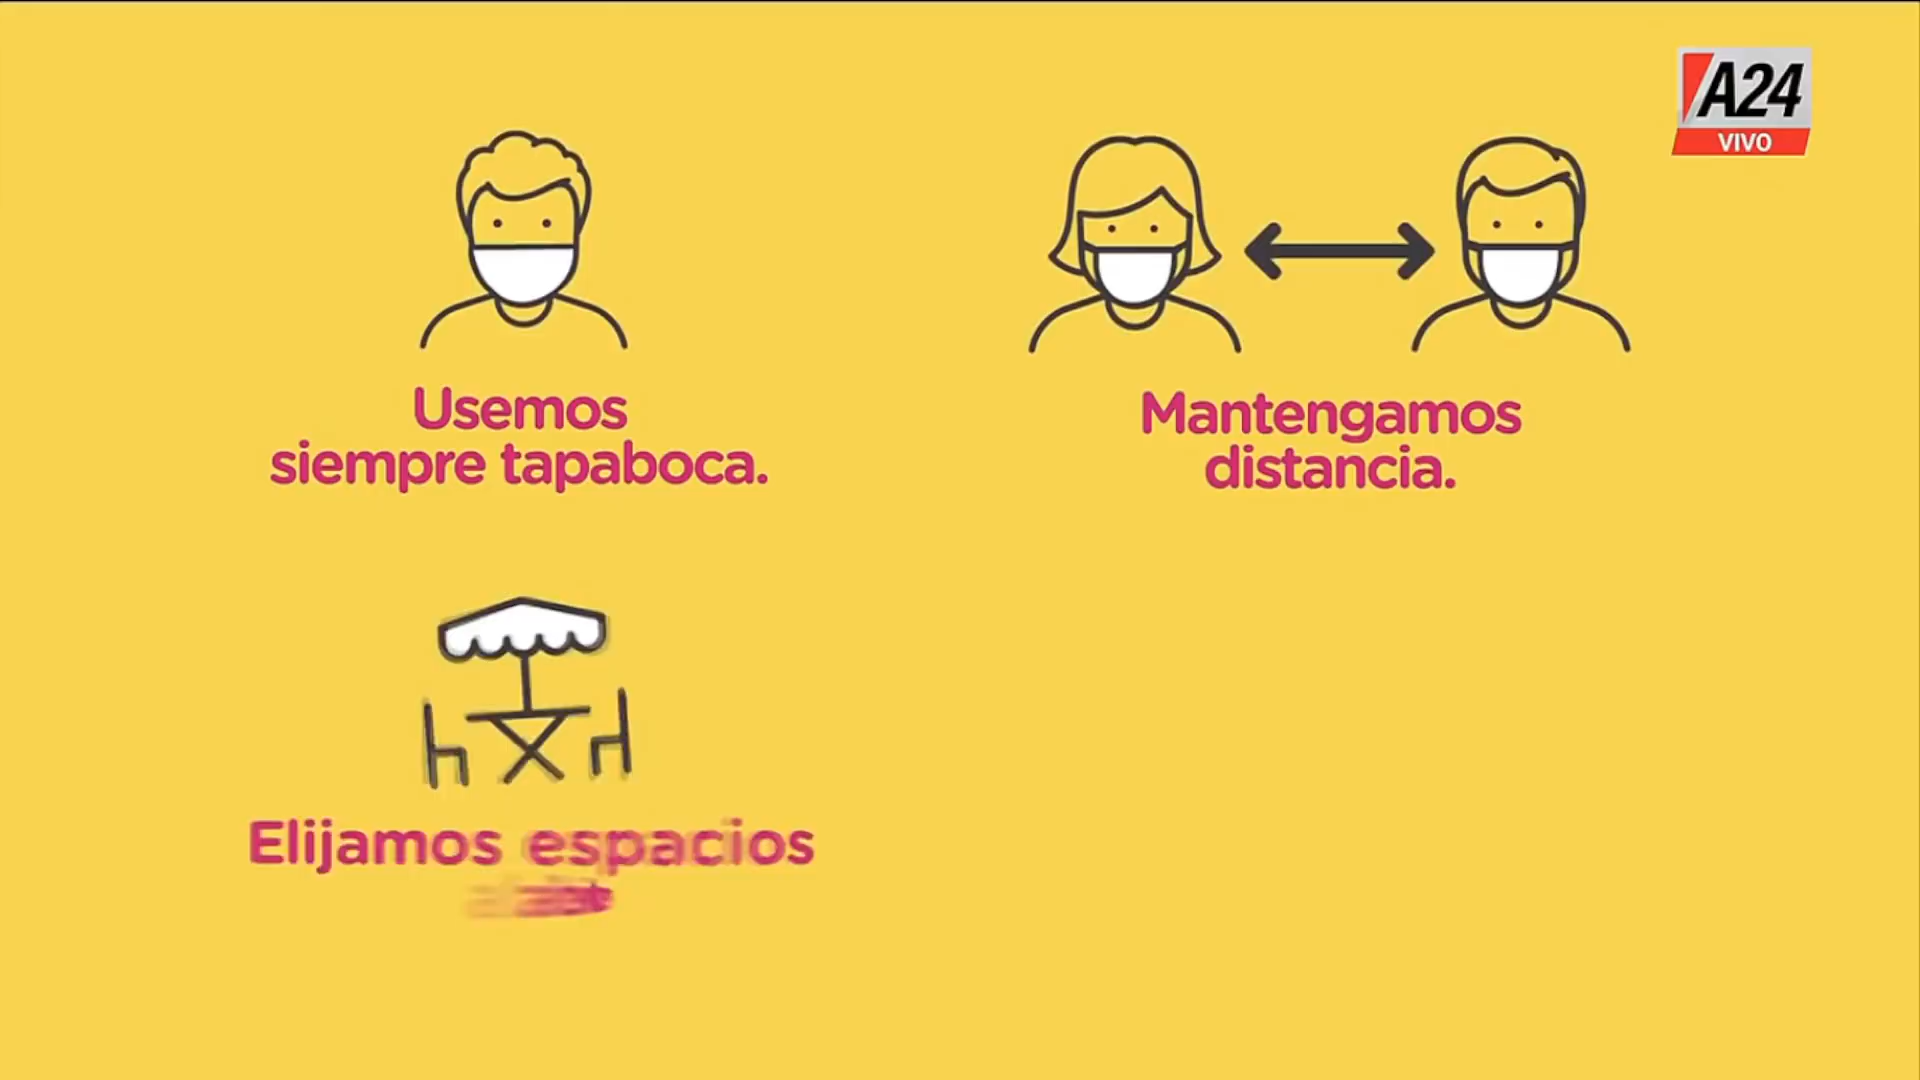 A24
VIVO
Usemos
siempre tapaboca.
Mantengamos
distancia.
Elijamos espacios